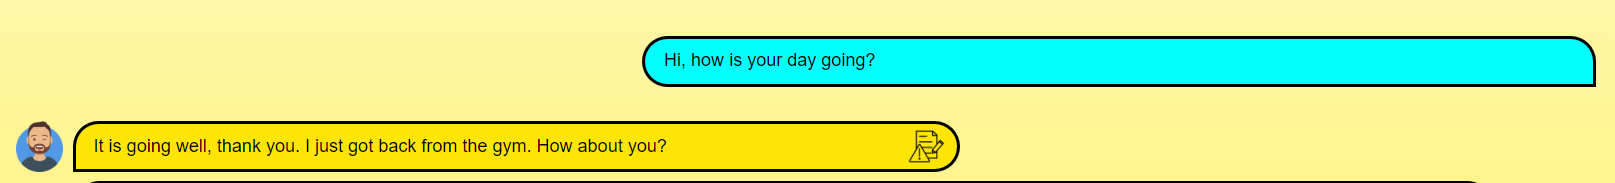 Hi, how is your day going?
It is going well, thank you. I just got back from the gym. How about you?